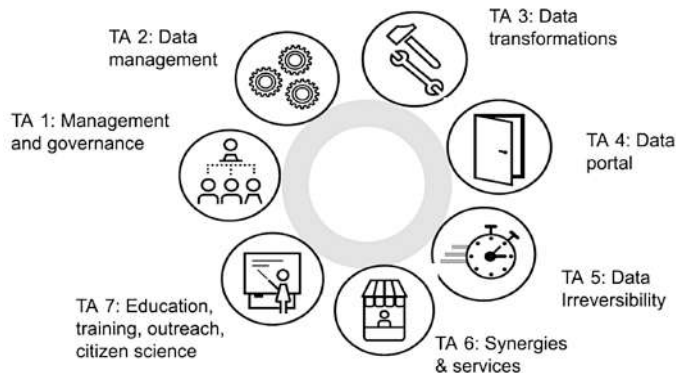 TA 1: Management
and governance
TA 2: Data
management
TA 3: Data
transformations
TA 4: Data
portal
TA 5: Data
Irreversibility
TA 6: Synergies
& services
TA 7: Education,
training, outreach,
citizen science